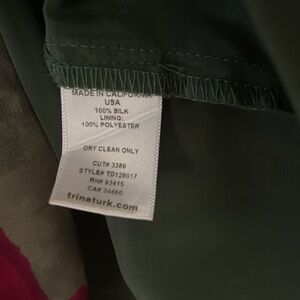 MADE IN CALIFORNIA
USA
100% SILK
LINING:
100% POLYESTER
DRY CLEAN ONLY
CUT# 3389
STYLE# TD128017
RN# 93415
CA# 34460
trinaturk.com